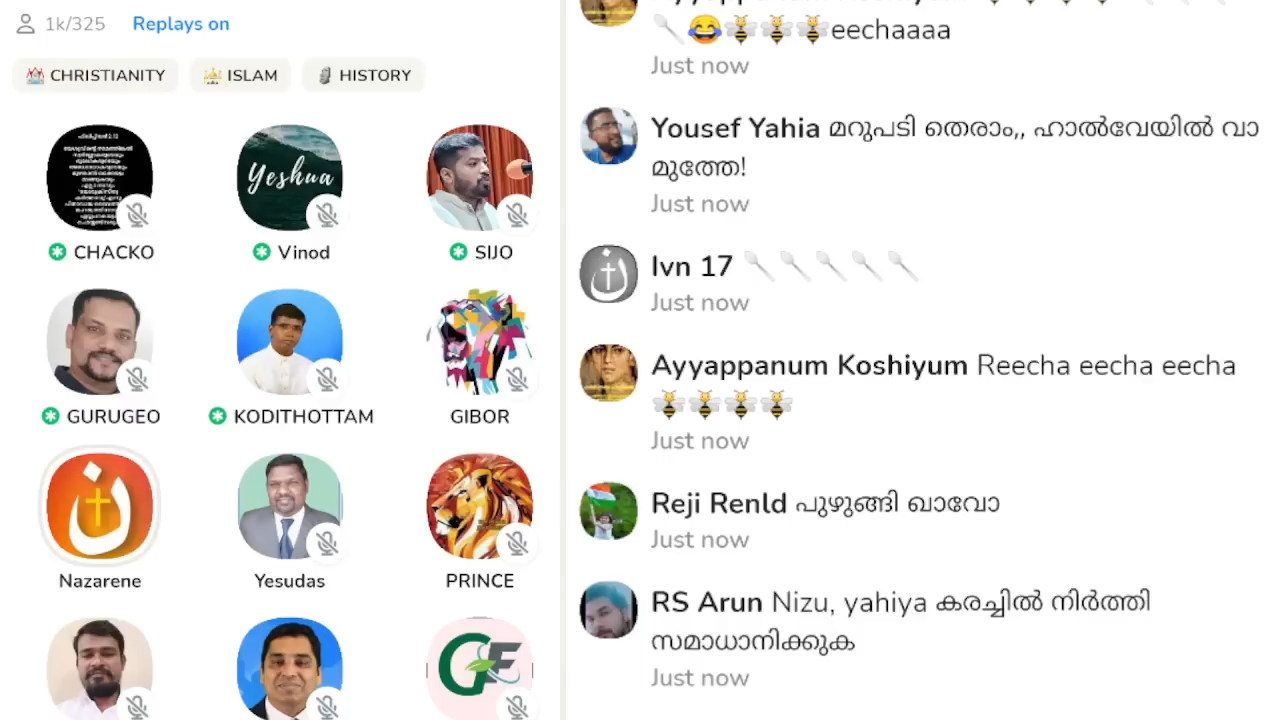 1k/325 Replays on
CHRISTIANITY ISLAM HISTORY
Yeshua
CHACKO Vinod SIJO
GURUGEO KODITHOTTAM GIBOR
Nazarene Yesudas PRINCE
GF
eechaaaa
Just now
Yousef Yahia മറുപടി തെരാം,, ഹാൽവേയിൽ വാ
മുത്തേ!
Just now
Ivn 17
Just now
Ayyappanum Koshiyum Reecha eecha eecha
Just now
Reji Renld പുഴുങ്ങി ഖാവോ
Just now
RS Arun Nizu, yahiya കരച്ചിൽ നിർത്തി
സമാധാനിക്കുക
Just now